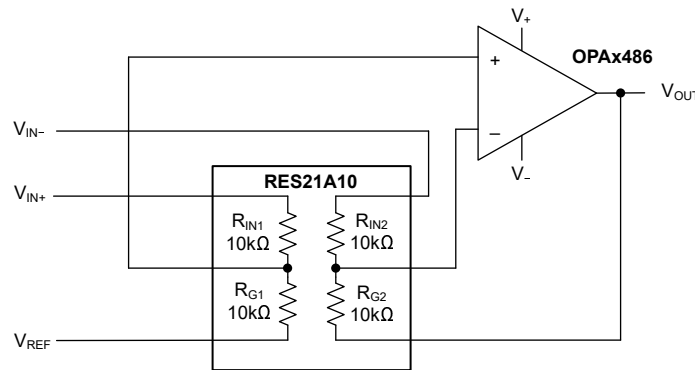 V+
OPAx486
+
VOUT
VIN–
–
V–
RES21A10
VIN+
RIN1
10kΩ
RIN2
10kΩ
RG1
10kΩ
RG2
10kΩ
VREF